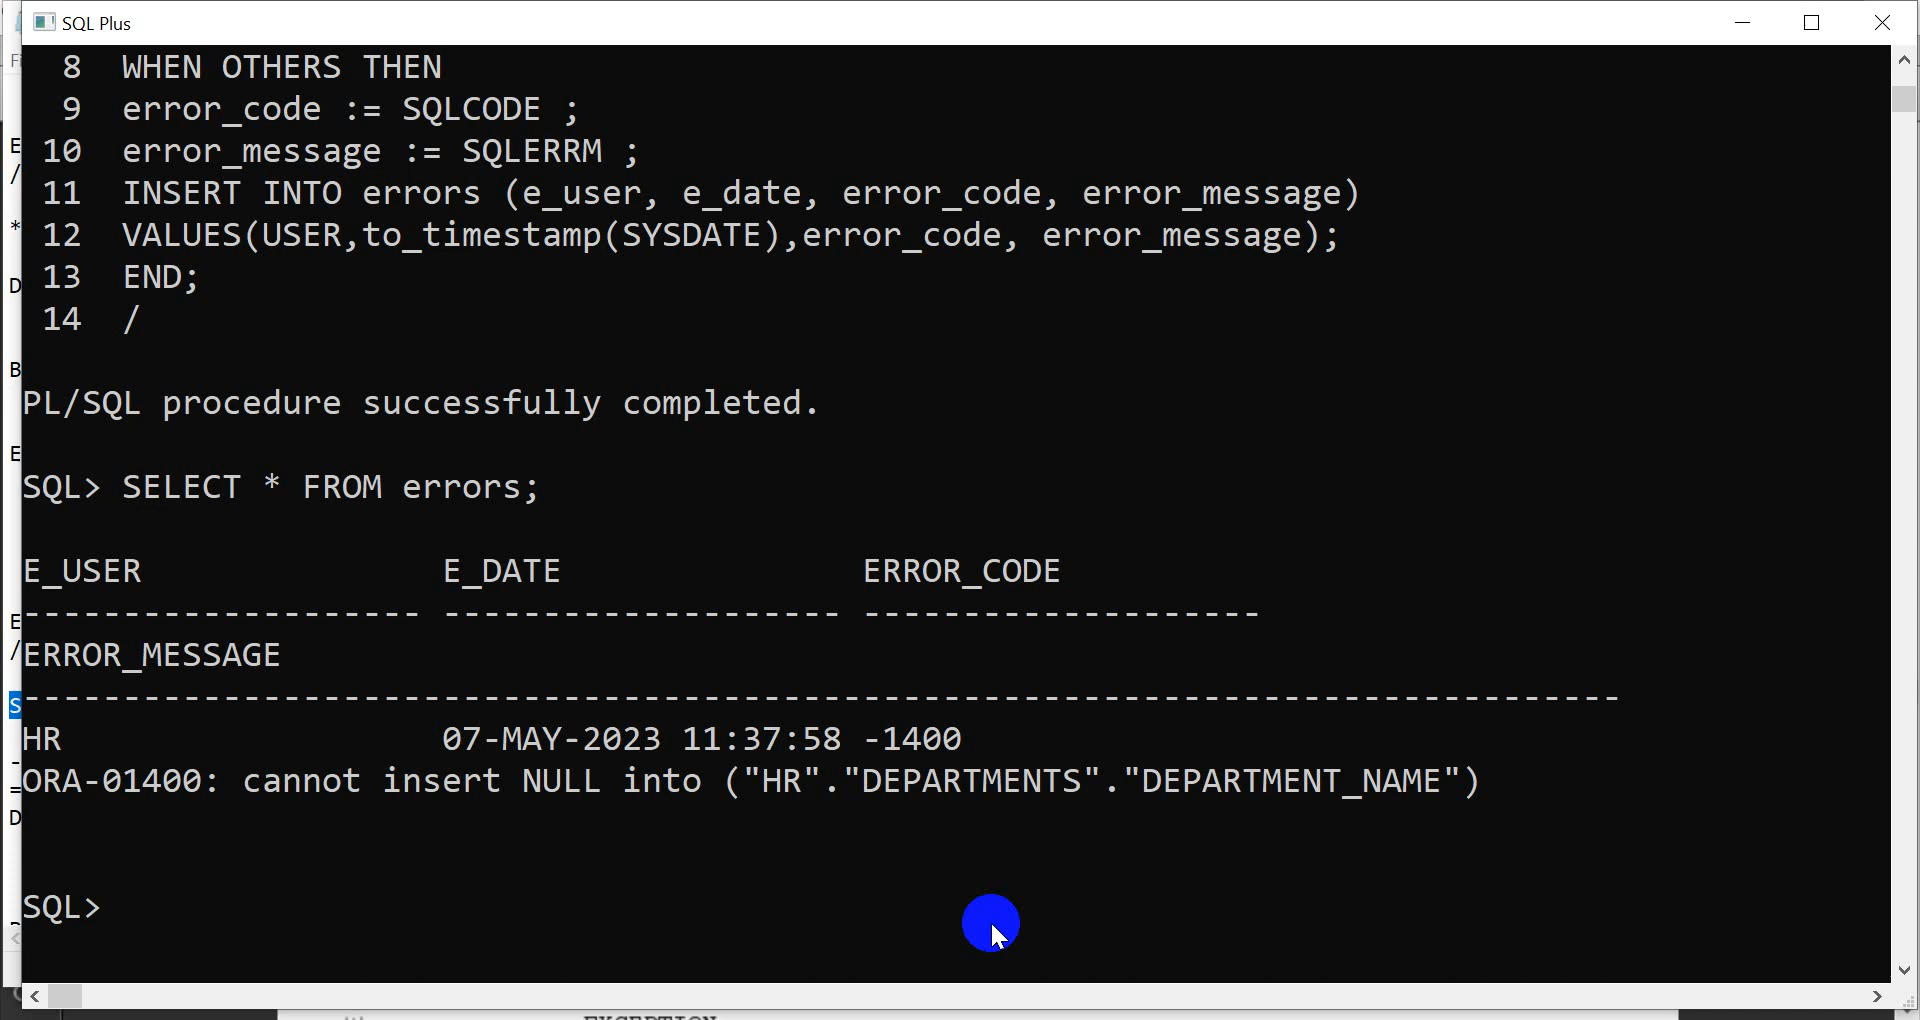 SQL Plus
8 WHEN OTHERS THEN
9 error_code := SQLCODE ;
10 error_message := SQLERRM ;
11 INSERT INTO errors (e_user, e_date, error_code, error_message)
12 VALUES(USER,to_timestamp(SYSDATE),error_code, error_message);
13 END;
14 /
PL/SQL procedure successfully completed.
SQL> SELECT * FROM errors;
E_USER E_DATE ERROR_CODE
-------------------- -------------------- --------------------
ERROR_MESSAGE
--------------------------------------------------------------------------------
HR 07-MAY-2023 11:37:58 -1400
ORA-01400: cannot insert NULL into ("HR"."DEPARTMENTS"."DEPARTMENT_NAME")
SQL>